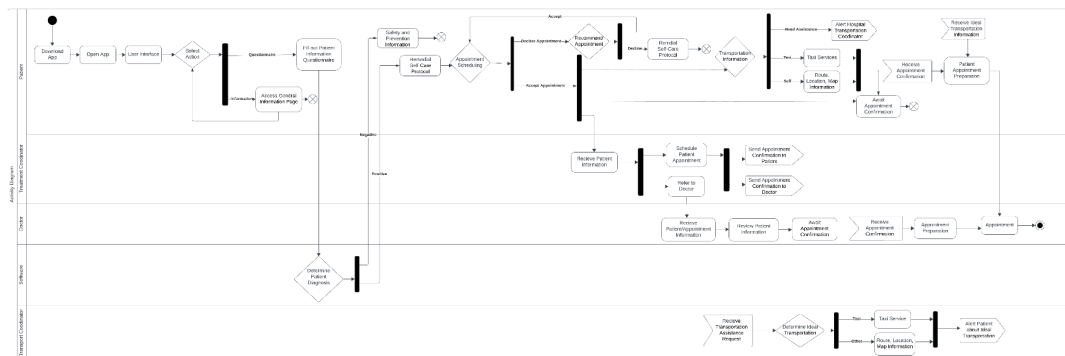 Activity Diagram
Patient
Download
App
Open App
User Interface
Select
Action
Questionnaire
Information
Fill out Patient
Information
Questionnaire
Access General
Information Page
Safety and
Prevention
Information
Remedial
Self Care
Protocol
Negative
Positive
Appointment
Scheduling
Accept
Decline Appointment
Accept Appointment
Recommend
Appointment
Decline
Remdial
Self-Care
Protocol
Transportation
Information
Need Assistance
Taxi
Self
Alert Hospital
Transportation
Coordinator
Taxi Services
Route,
Location, Map
Information
Receive Ideal
Transportation
Information
Receive
Appointment
Confirmation
Patient
Appointment
Preparation
Await
Appointment
Confirmation
Treatment Coordinator
Recieve Patient
Information
Schedule
Patient
Appointment
Refer to
Doctor
Send Appointment
Confirmation to
Patient
Send Appointment
Confirmation to
Doctor
Doctor
Recieve
Patient/Appointment
Information
Review Patient
Information
Await
Appointment
Confirmation
Receive
Appointment
Confirmation
Appointment
Preparation
Appointment
Software
Determine
Patient
Diagnosis
Transport Coordinator
Recieve
Transportation
Assistance
Request
Determine Ideal
Transportation
Taxi
Other
Taxi Service
Route, Location,
Map Information
Alert Patient
about Ideal
Transportation